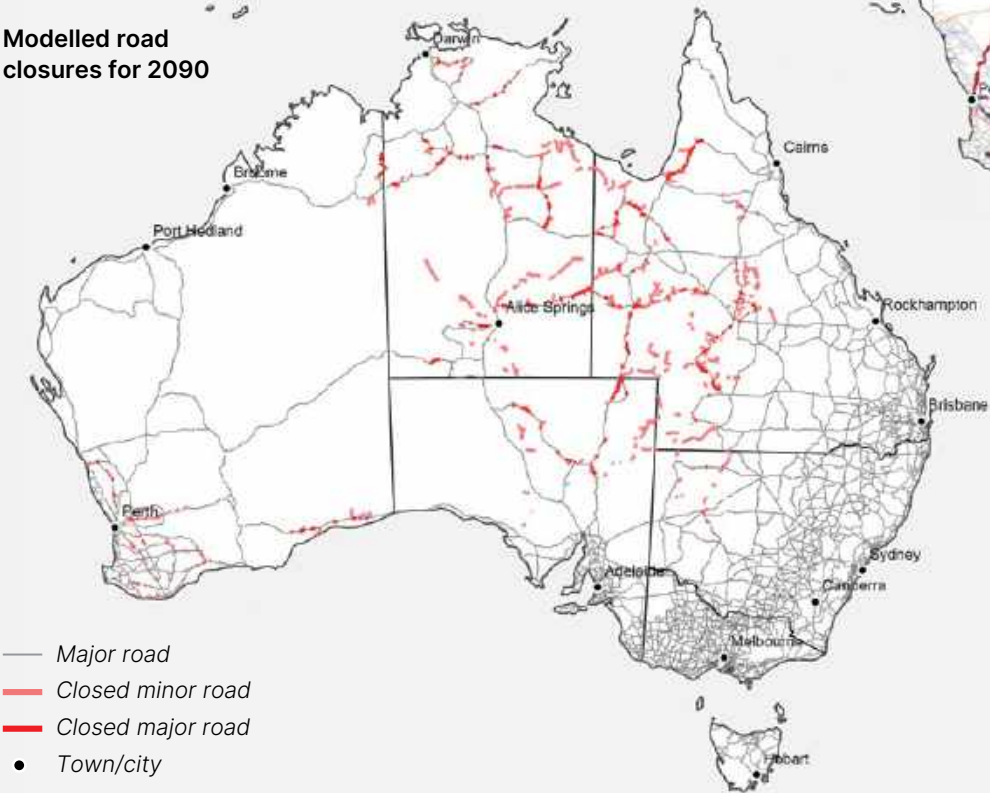 Modelled road
closures for 2090
Darwin
Cairns
Broome
Port Hedland
Alice Springs
Rockhampton
Brisbane
Perth
Sydney
Adelaide
Canberra
Melbourne
Hobart
Major road
Closed minor road
Closed major road
Town/city